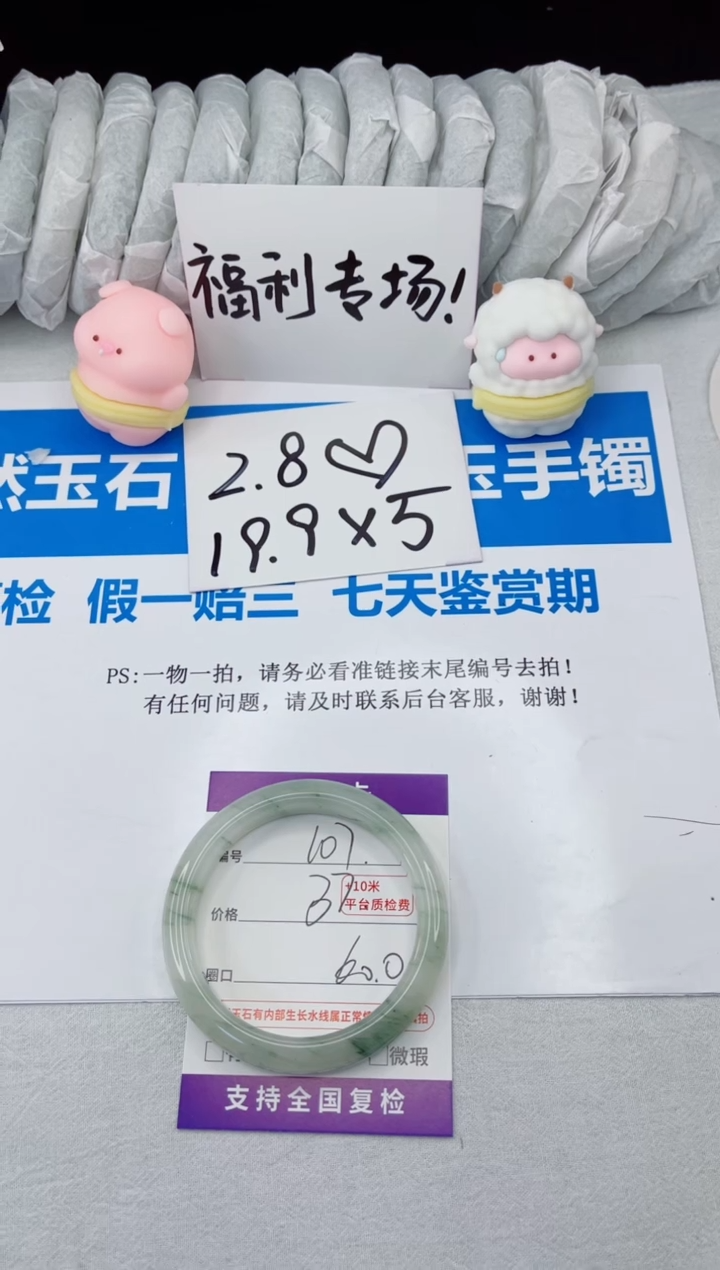 福利专场!
2.8♡
19.9×5
然玉石 玉手镯
检 假一赔三 七天鉴赏期
PS:一物一拍，请务必看准链接末尾编号去拍！
有任何问题，请及时联系后台客服，谢谢！
编号 107.
价格 37 +10米
平台质检费
圈口 60.0
玉石有内部生长水线属正常 拍
微瑕
支持全国复检